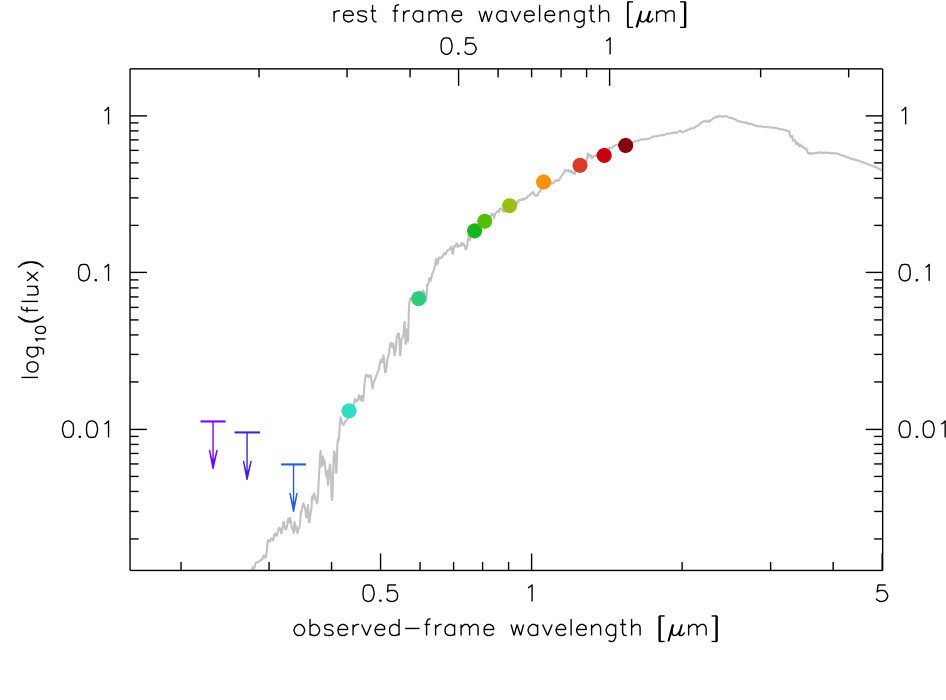 rest frame wavelength [μm]
0.5 1
1 1
0.1 0.1
0.01 0.01
log₁₀(flux)
0.5 1 5
observed–frame wavelength [μm]